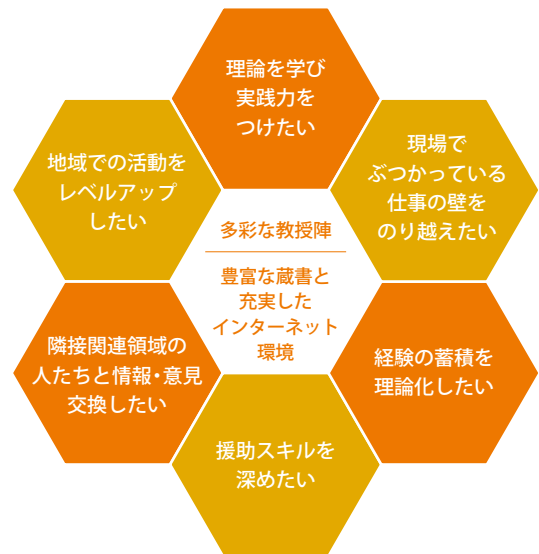 理論を学び
実践力を
つけたい
現場で
ぶつかっている
仕事の壁を
のり越えたい
経験の蓄積を
理論化したい
援助スキルを
深めたい
隣接関連領域の
人たちと情報・意見
交換したい
地域での活動を
レベルアップ
したい
多彩な教授陣
豊富な蔵書と
充実した
インターネット
環境